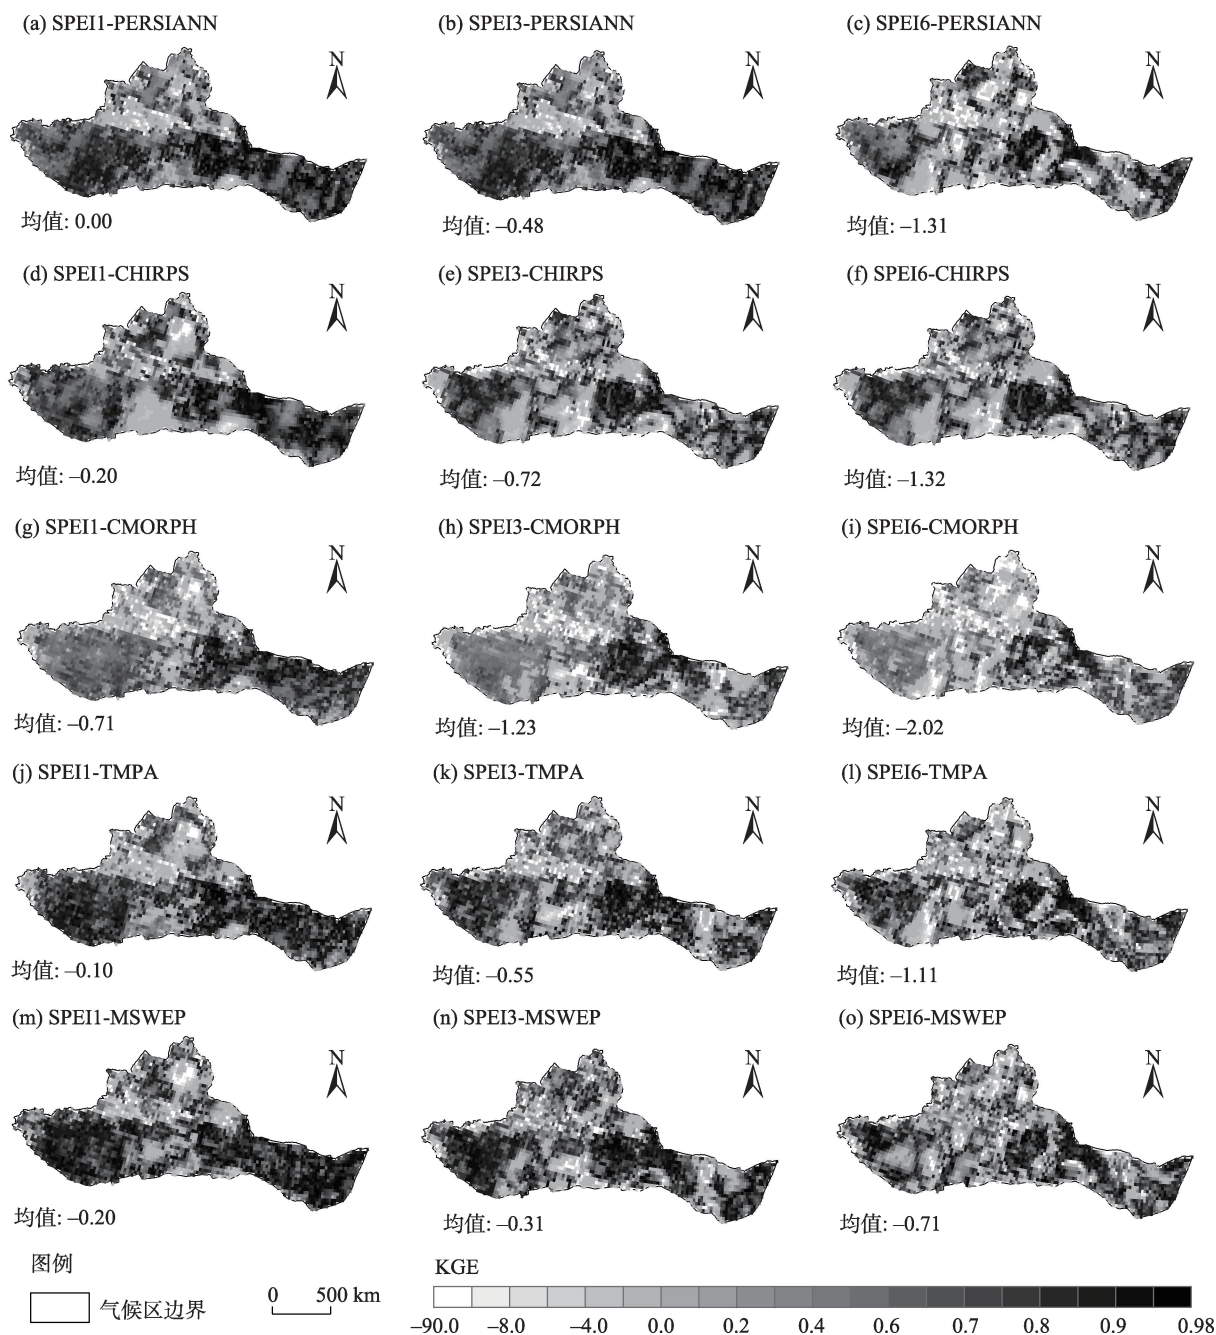 (a) SPEI1-PERSIANN (b) SPEI3-PERSIANN (c) SPEI6-PERSIANN
N N N
均值: 0.00 均值: –0.48 均值: –1.31
(d) SPEI1-CHIRPS (e) SPEI3-CHIRPS (f) SPEI6-CHIRPS
N N N
均值: –0.20 均值: –0.72 均值: –1.32
(g) SPEI1-CMORPH (h) SPEI3-CMORPH (i) SPEI6-CMORPH
N N N
均值: –0.71 均值: –1.23 均值: –2.02
(j) SPEI1-TMPA (k) SPEI3-TMPA (l) SPEI6-TMPA
N N N
均值: –0.10 均值: –0.55 均值: –1.11
(m) SPEI1-MSWEP (n) SPEI3-MSWEP (o) SPEI6-MSWEP
N N N
均值: –0.20 均值: –0.31 均值: –0.71
图例 KGE
气候区边界 0 500 km
–90.0 –8.0 –4.0 0.0 0.2 0.4 0.6 0.7 0.8 0.9 0.98